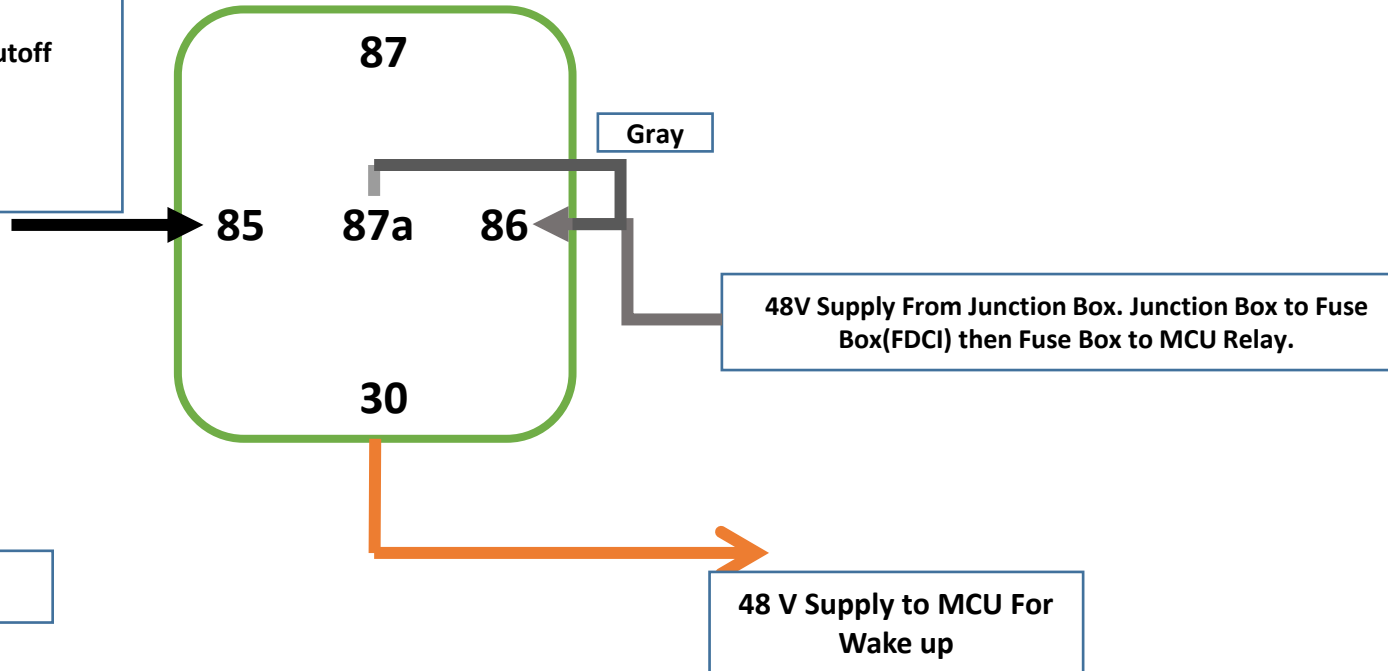 87
Gray
85 87a 86
48V Supply From Junction Box. Junction Box to Fuse
Box(FDCI) then Fuse Box to MCU Relay.
30
48 V Supply to MCU For
Wake up